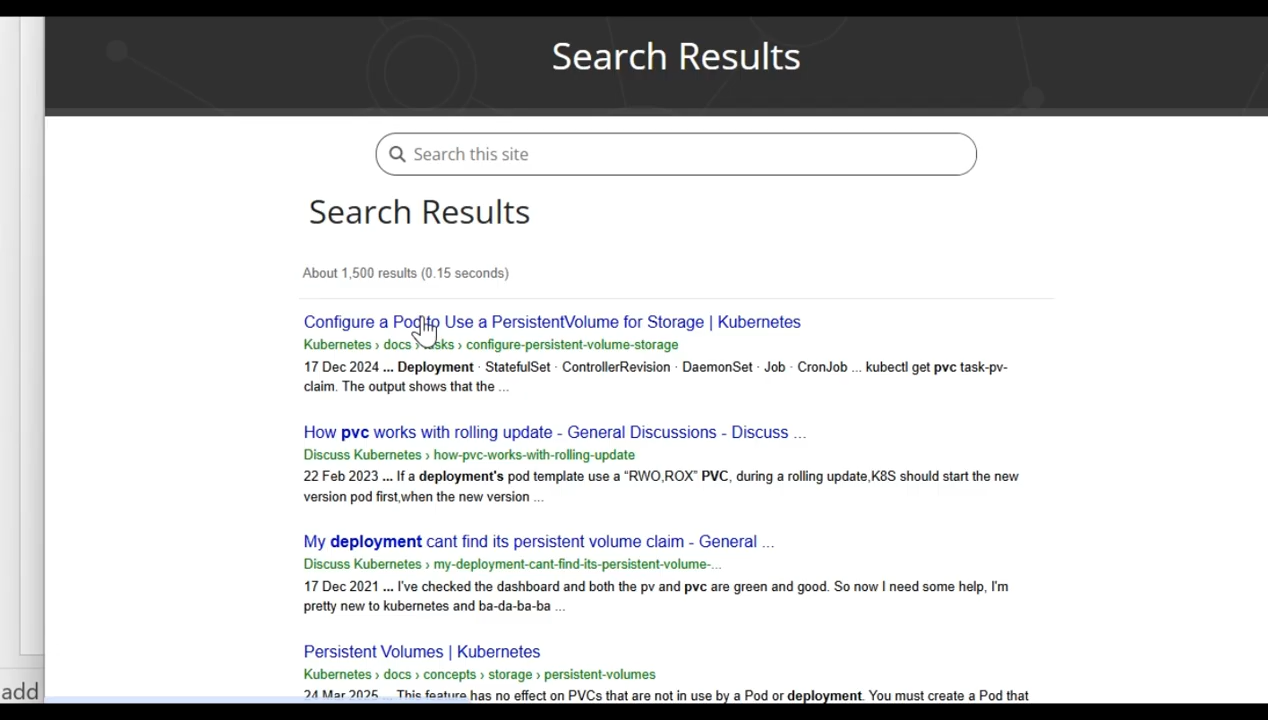 Search Results
Search this site
Search Results
About 1,500 results (0.15 seconds)
Configure a Pod to Use a PersistentVolume for Storage | Kubernetes
Kubernetes › docs › tasks › configure-persistent-volume-storage
17 Dec 2024 ... Deployment · StatefulSet · ControllerRevision · DaemonSet · Job · CronJob ... kubectl get pvc task-pv-
claim. The output shows that the ...
How pvc works with rolling update - General Discussions - Discuss ...
Discuss Kubernetes › how-pvc-works-with-rolling-update
22 Feb 2023 ... If a deployment's pod template use a “RWO,ROX” PVC, during a rolling update,K8S should start the new
version pod first,when the new version ...
My deployment cant find its persistent volume claim - General ...
Discuss Kubernetes › my-deployment-cant-find-its-persistent-volume-...
17 Dec 2021 ... I've checked the dashboard and both the pv and pvc are green and good. So now I need some help, I'm
pretty new to kubernetes and ba-da-ba-ba ...
Persistent Volumes | Kubernetes
Kubernetes › docs › concepts › storage › persistent-volumes
24 Mar 2025 ... This feature has no effect on PVCs that are not in use by a Pod or deployment. You must create a Pod that
add